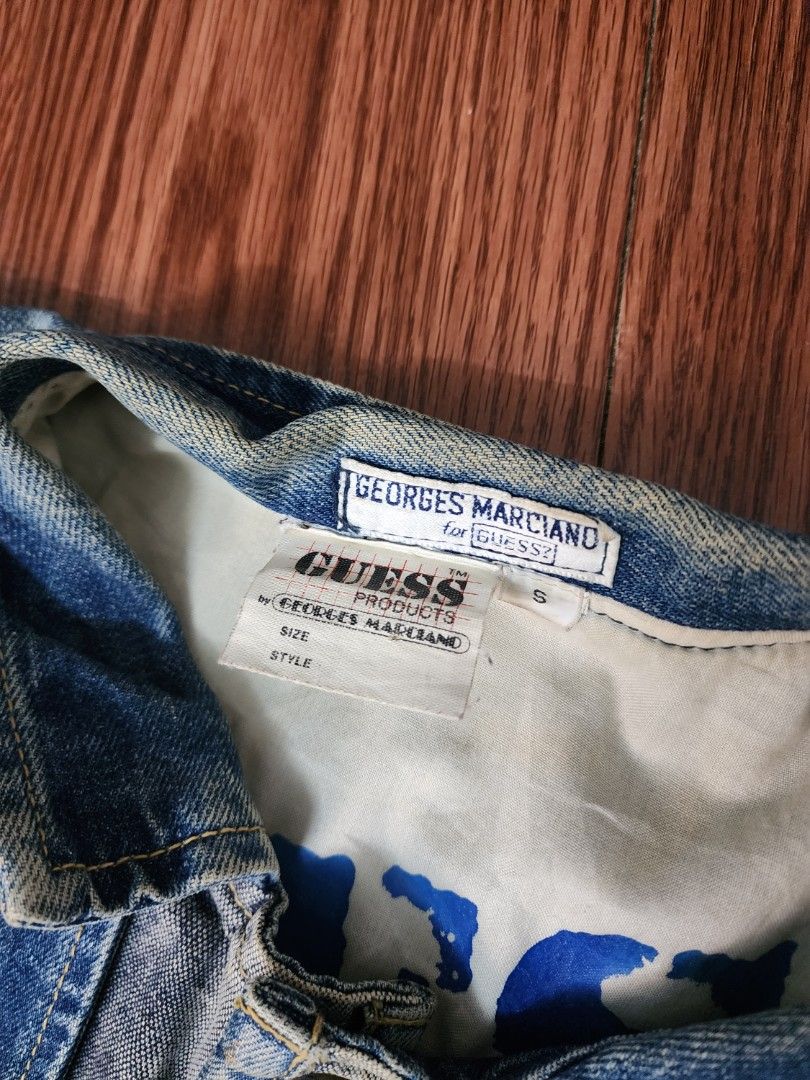 GEORGES MARCIANO
for GUESS?
GUESS™
PRODUCTS
by GEORGES MARCIANO
SIZE
STYLE
S